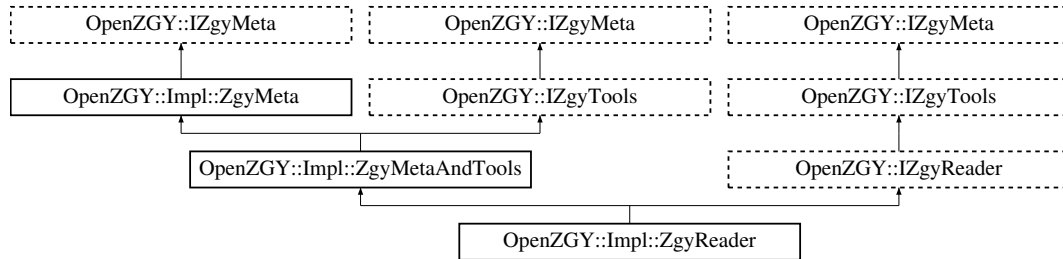 OpenZGY::IZgyMeta OpenZGY::IZgyMeta OpenZGY::IZgyMeta
OpenZGY::Impl::ZgyMeta OpenZGY::IZgyTools OpenZGY::IZgyTools
OpenZGY::Impl::ZgyMetaAndTools OpenZGY::IZgyReader
OpenZGY::Impl::ZgyReader